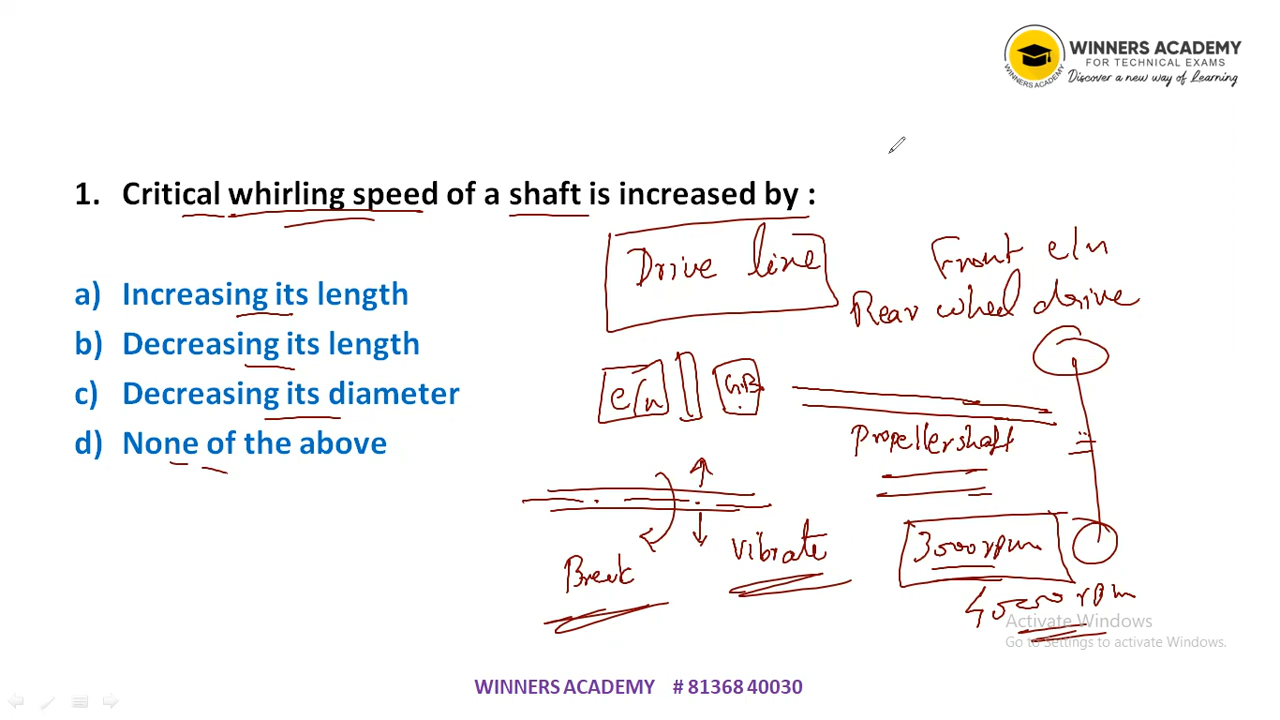 WINNERS ACADEMY
FOR TECHNICAL EXAMS
Discover a new way of Learning
WINNERS ACADEMY
1. Critical whirling speed of a shaft is increased by :
a) Increasing its length
b) Decreasing its length
c) Decreasing its diameter
d) None of the above
Drive line
Front e/n
Rear wheel drive
e/n
G.B
Propeller shaft
Break
Vibrate
3000 rpm
rpm
Activate Windows
Go to Settings to activate Windows.
WINNERS ACADEMY # 81368 40030